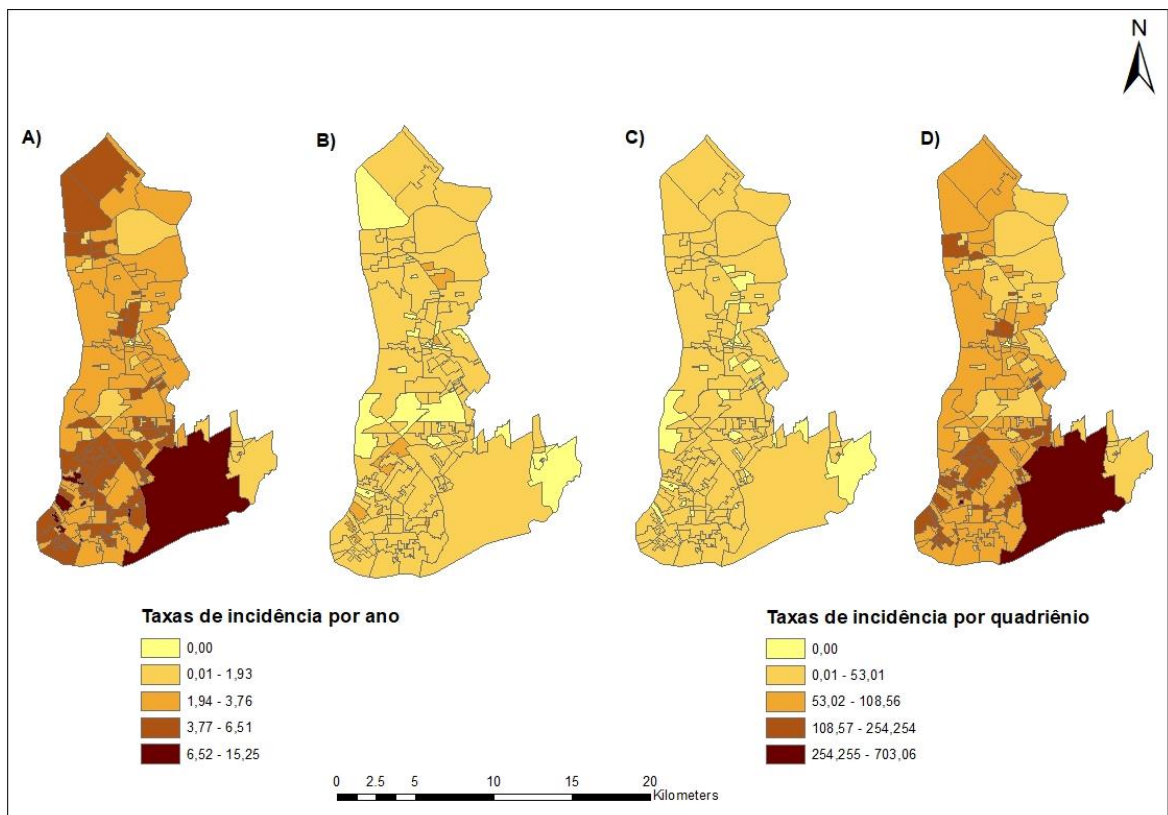 N
A)
B)
C)
D)
Taxas de incidência por ano
0,00
0,01 - 1,93
1,94 - 3,76
3,77 - 6,51
6,52 - 15,25
Taxas de incidência por quadriênio
0,00
0,01 - 53,01
53,02 - 108,56
108,57 - 254,254
254,255 - 703,06
0 2.5 5 10 15 20
Kilometers